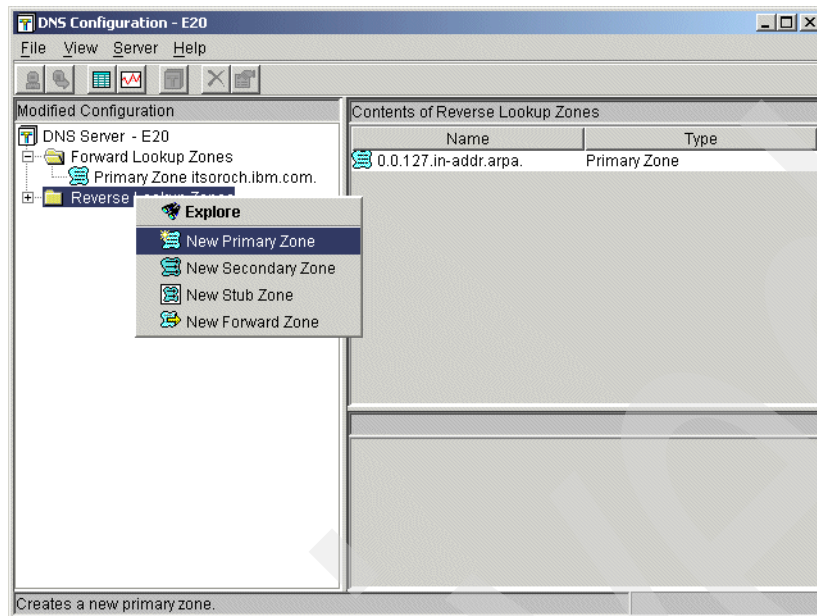 DNS Configuration - E20
File View Server Help
Modified Configuration
DNS Server - E20
Forward Lookup Zones
Primary Zone itsoroch.ibm.com.
Reverse Lookup Zones
Explore
New Primary Zone
New Secondary Zone
New Stub Zone
New Forward Zone
Contents of Reverse Lookup Zones
Name Type
0.0.127.in-addr.arpa. Primary Zone
Creates a new primary zone.